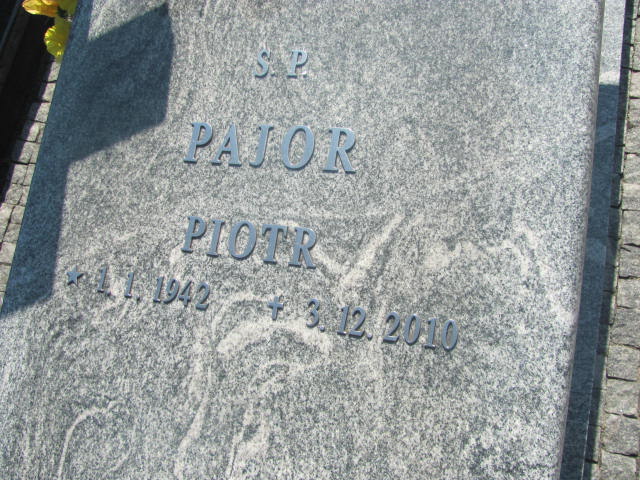 S. P.
PAJOR
PIOTR
★ 1. 1. 1942 ✝ 3. 12. 2010